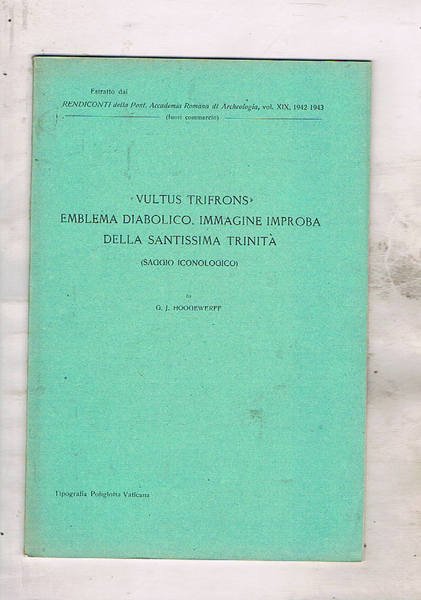 Estratto dai
RENDICONTI della Pont. Accademia Romana di Archeologia, vol. XIX, 1942-1943
(fuori commercio)
«VULTUS TRIFRONS»
EMBLEMA DIABOLICO, IMMAGINE IMPROBA
DELLA SANTISSIMA TRINITÀ
(SAGGIO ICONOLOGICO)
DI
G. J. HOOGEWERFF
Tipografia Poliglotta Vaticana